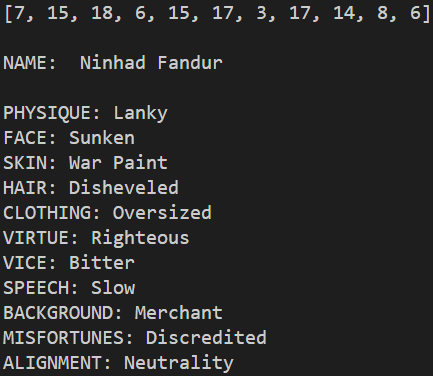 [7, 15, 18, 6, 15, 17, 3, 17, 14, 8, 6]
NAME:  Ninhad Fandur
PHYSIQUE: Lanky
FACE: Sunken
SKIN: War Paint
HAIR: Disheveled
CLOTHING: Oversized
VIRTUE: Righteous
VICE: Bitter
SPEECH: Slow
BACKGROUND: Merchant
MISFORTUNES: Discredited
ALIGNMENT: Neutrality